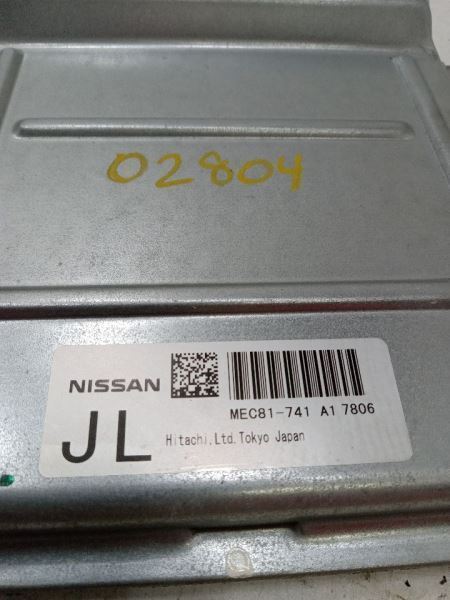 02804
NISSAN
MEC81-741 A1 7806
JL
Hitachi,Ltd.Tokyo Japan